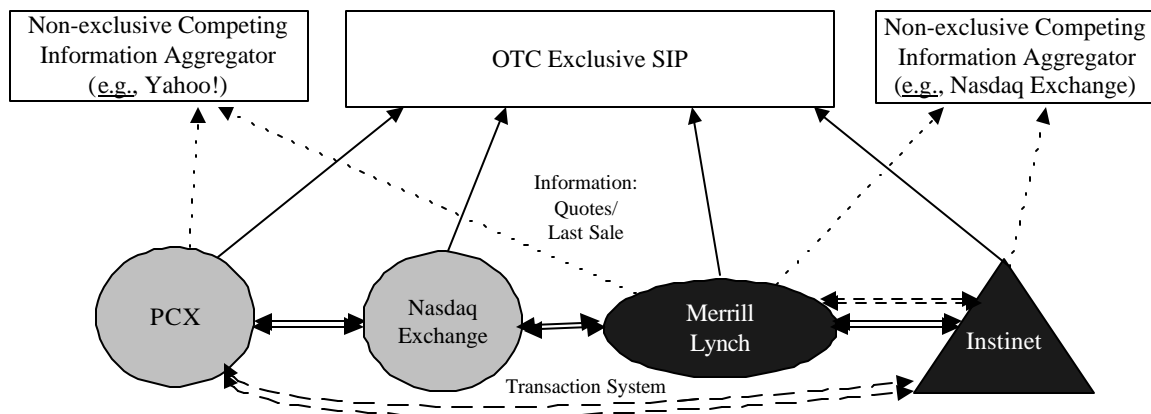 Non-exclusive Competing
Information Aggregator
(e.g., Yahoo!)
OTC Exclusive SIP
Non-exclusive Competing
Information Aggregator
(e.g., Nasdaq Exchange)
Information:
Quotes/
Last Sale
PCX
Nasdaq
Exchange
Merrill
Lynch
Instinet
Transaction System